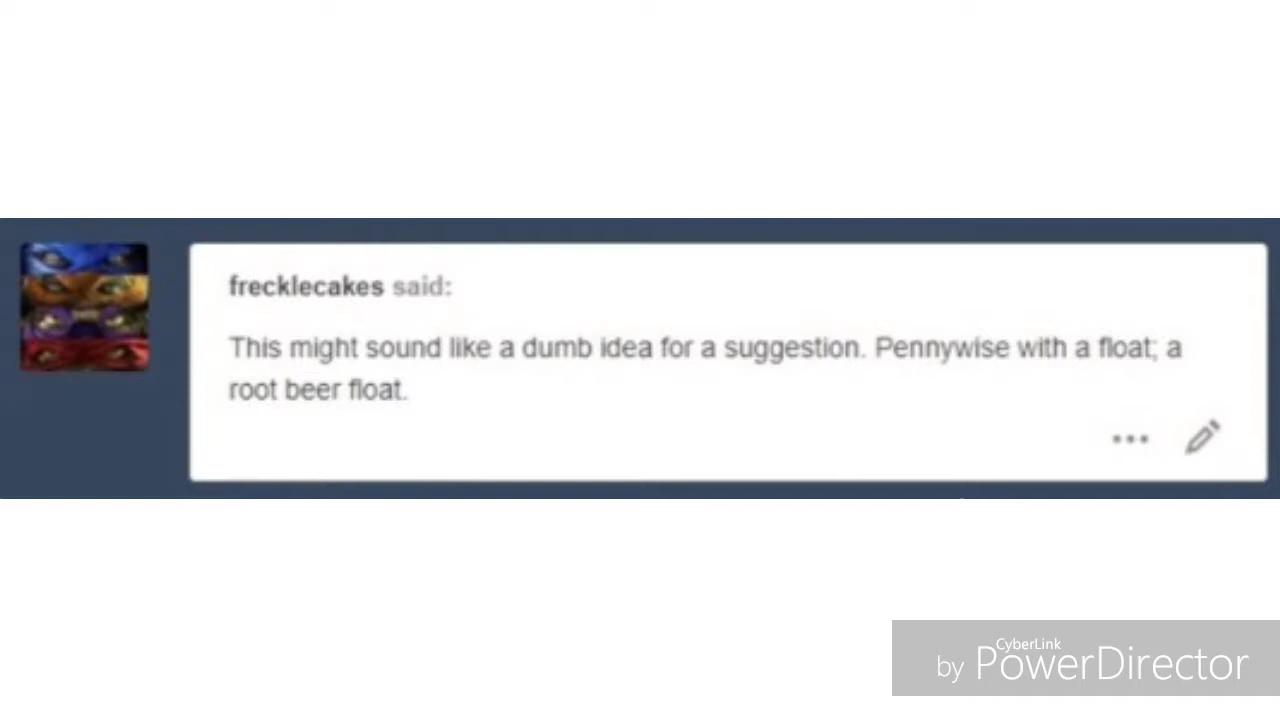 frecklecakes said:
This might sound like a dumb idea for a suggestion. Pennywise with a float; a
root beer float.
CyberLink
by PowerDirector